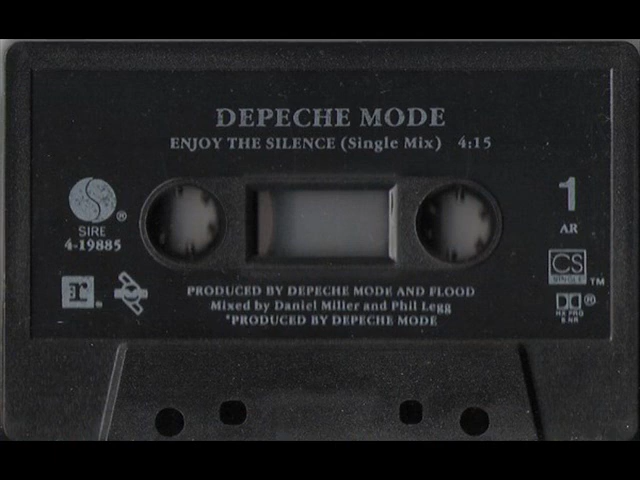 DEPECHE MODE
ENJOY THE SILENCE (Single Mix) 4:15
SIRE ®
4-19885
1
AR
CS
SINGLE ™
r
®
HX PRO
B NR
PRODUCED BY DEPECHE MODE AND FLOOD
Mixed by Daniel Miller and Phil Legg
*PRODUCED BY DEPECHE MODE